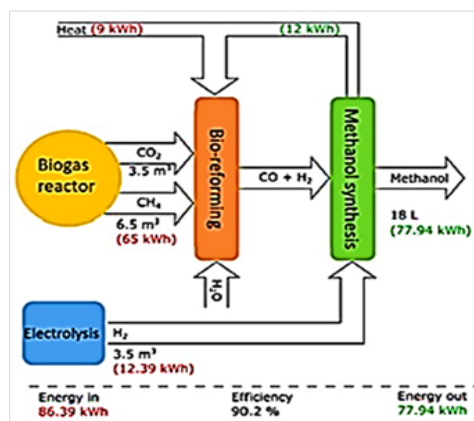 Heat (9 kWh)
(12 kWh)
Biogas
reactor
CO₂
3.5 m³
CH₄
6.5 m³
(65 kWh)
Bio-reforming
H₂O
CO + H₂
Methanol synthesis
Methanol
18 L
(77.94 kWh)
Electrolysis
H₂
3.5 m³
(12.39 kWh)
Energy in
86.39 kWh
Efficiency
90.2 %
Energy out
77.94 kWh